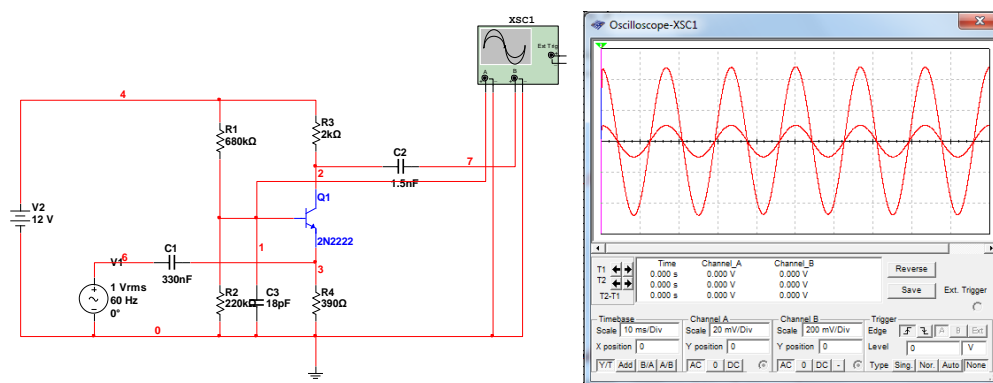 XSC1
Ext Trig
A
B
4
R1
680kΩ
R3
2kΩ
C2
7
1.5nF
2
Q1
2N2222
V2
12 V
1
V1
6
C1
330nF
3
1 Vrms
60 Hz
0°
R2
220kΩ
C3
18pF
R4
390Ω
0
Oscilloscope-XSC1
Time Channel_A Channel_B
T1 0.000 s 0.000 V 0.000 V
T2 0.000 s 0.000 V 0.000 V
T2-T1 0.000 s 0.000 V 0.000 V
Reverse
Save
Ext. Trigger
Timebase
Scale 10 ms/Div
X position 0
Y/T Add B/A A/B
Channel A
Scale 20 mV/Div
Y position 0
AC 0 DC
Channel B
Scale 200 mV/Div
Y position 0
AC 0 DC -
Trigger
Edge A B Ext
Level 0 V
Type Sing. Nor. Auto None